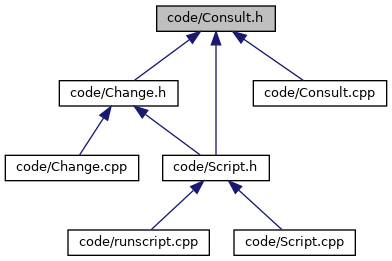 code/Consult.h
code/Change.h
code/Consult.cpp
code/Change.cpp
code/Script.h
code/runscript.cpp
code/Script.cpp